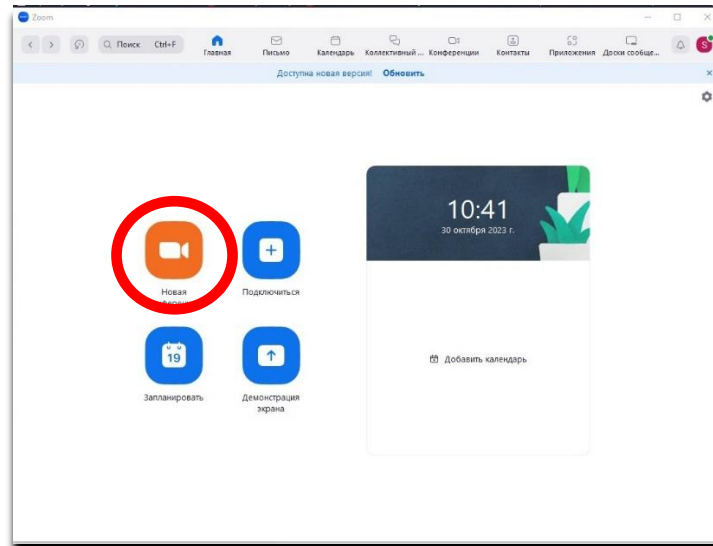 Zoom
Поиск Ctrl+F
Главная
Письмо
Календарь
Коллективный ...
Конференции
Контакты
Приложения
Доски сообще...
S
Доступна новая версия! Обновить
10:41
30 октября 2023 г.
Новая
Подключиться
19
Добавить календарь
Запланировать
Демонстрация
экрана